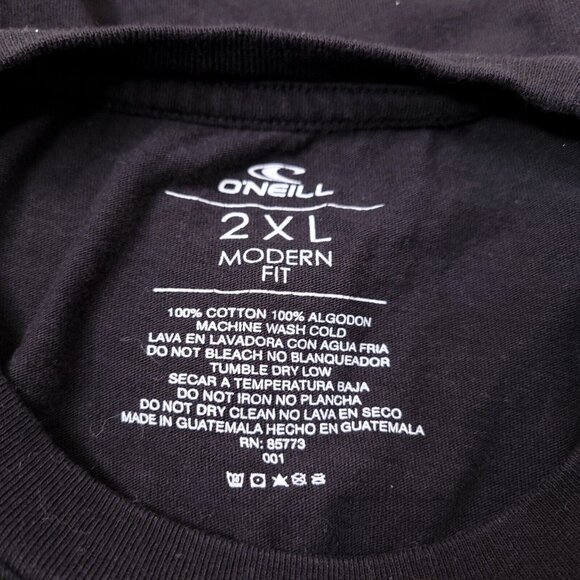 O'NEILL
2XL
MODERN
FIT
100% COTTON 100% ALGODON
MACHINE WASH COLD
LAVA EN LAVADORA CON AGUA FRIA
DO NOT BLEACH NO BLANQUEADOR
TUMBLE DRY LOW
SECAR A TEMPERATURA BAJA
DO NOT IRON NO PLANCHA
DO NOT DRY CLEAN NO LAVA EN SECO
MADE IN GUATEMALA HECHO EN GUATEMALA
RN: 85773
001